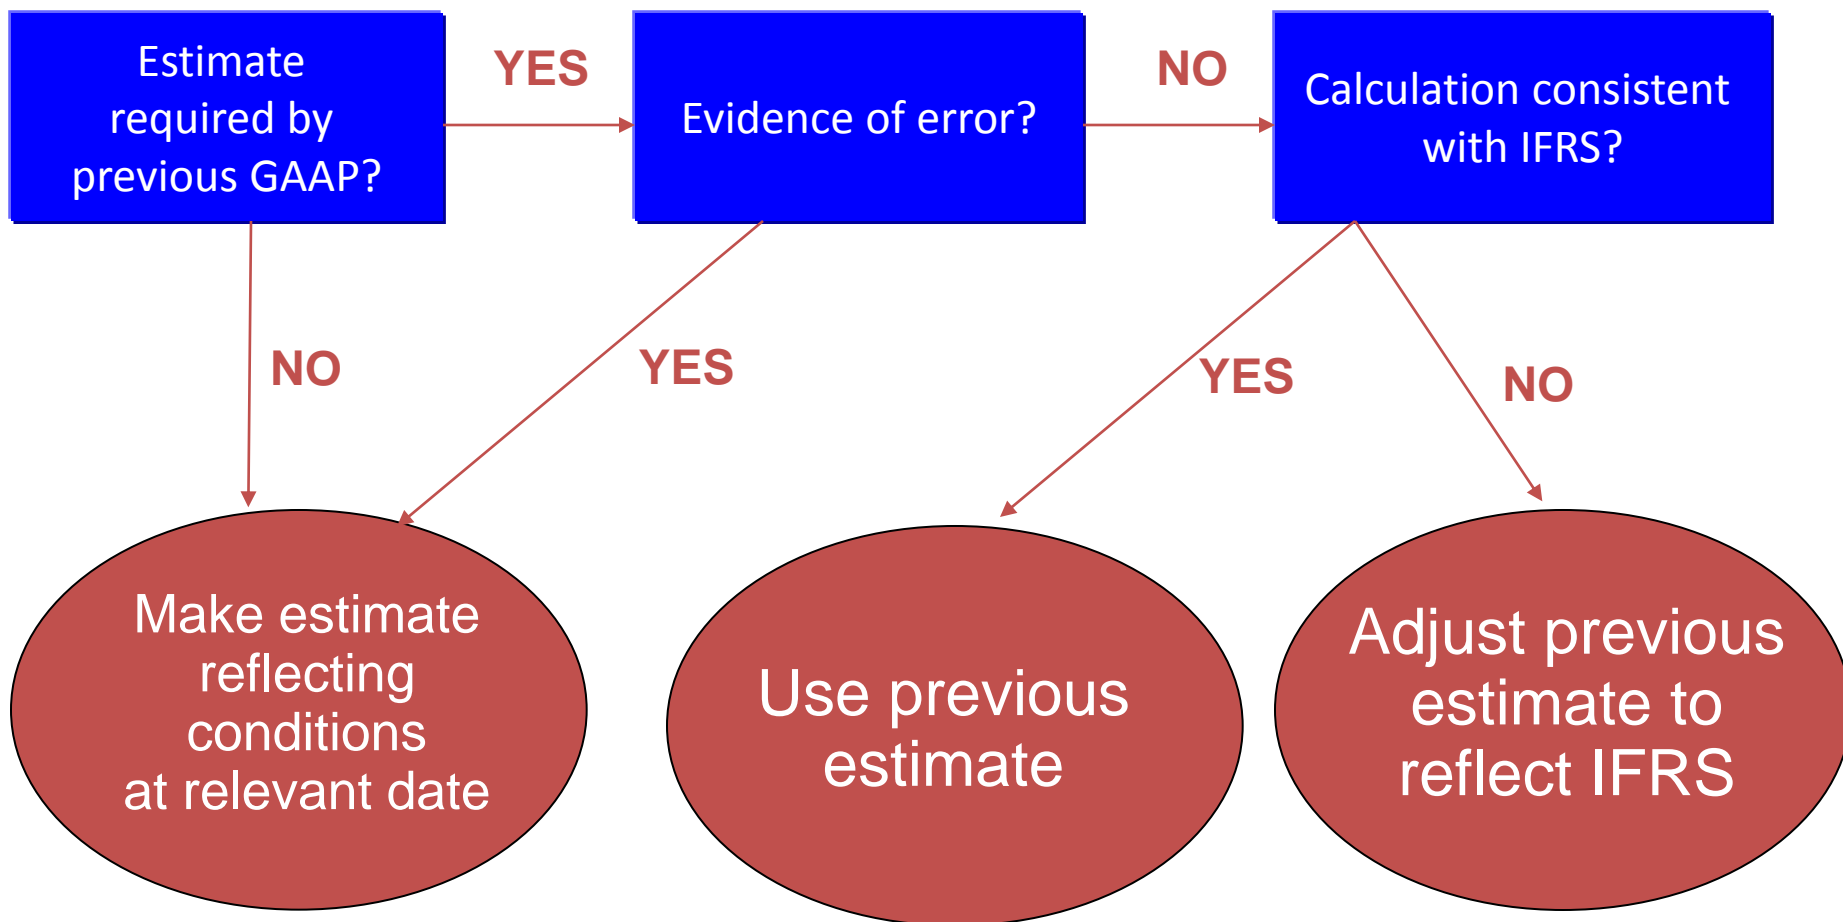 Estimate
required by
previous GAAP?
YES
Evidence of error?
NO
Calculation consistent
with IFRS?
NO
YES
YES
NO
Make estimate
reflecting
conditions
at relevant date
Use previous
estimate
Adjust previous
estimate to
reflect IFRS